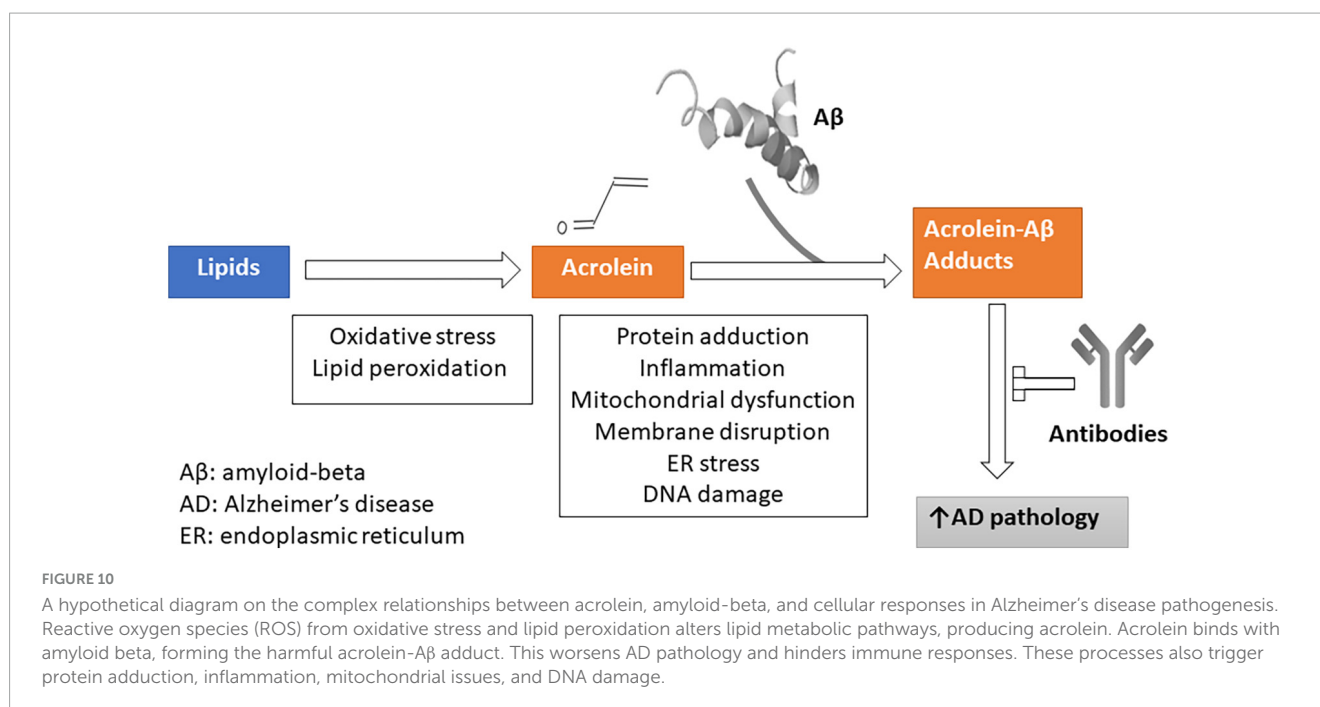 Aβ
O
Lipids
Acrolein
Acrolein-Aβ
Adducts
Oxidative stress
Lipid peroxidation
Protein adduction
Inflammation
Mitochondrial dysfunction
Membrane disruption
ER stress
DNA damage
Antibodies
Aβ: amyloid-beta
AD: Alzheimer’s disease
ER: endoplasmic reticulum
↑AD pathology
FIGURE 10
A hypothetical diagram on the complex relationships between acrolein, amyloid-beta, and cellular responses in Alzheimer’s disease pathogenesis.
Reactive oxygen species (ROS) from oxidative stress and lipid peroxidation alters lipid metabolic pathways, producing acrolein. Acrolein binds with
amyloid beta, forming the harmful acrolein-Aβ adduct. This worsens AD pathology and hinders immune responses. These processes also trigger
protein adduction, inflammation, mitochondrial issues, and DNA damage.